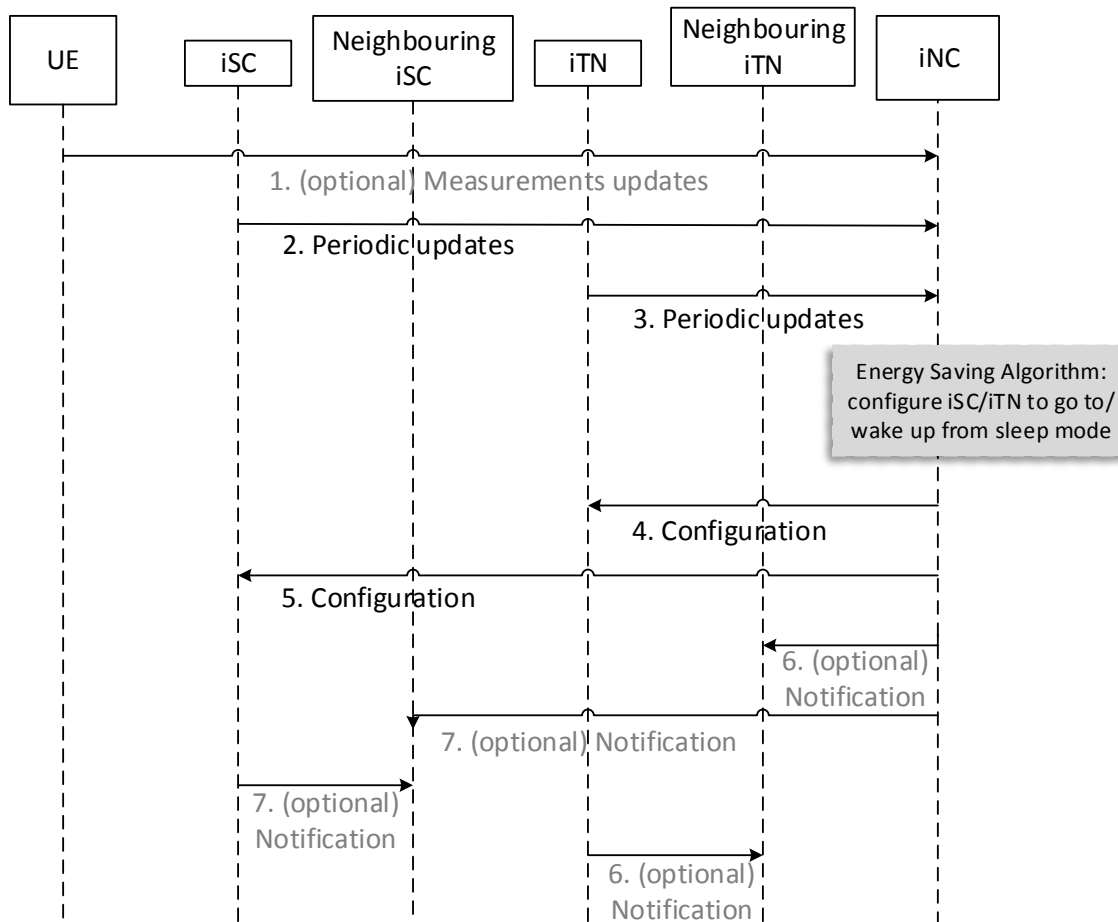 UE
iSC
Neighbouring
iSC
iTN
Neighbouring
iTN
iNC
1. (optional) Measurements updates
2. Periodic updates
3. Periodic updates
Energy Saving Algorithm:
configure iSC/iTN to go to/
wake up from sleep mode
4. Configuration
5. Configuration
6. (optional)
Notification
7. (optional) Notification
7. (optional)
Notification
6. (optional)
Notification